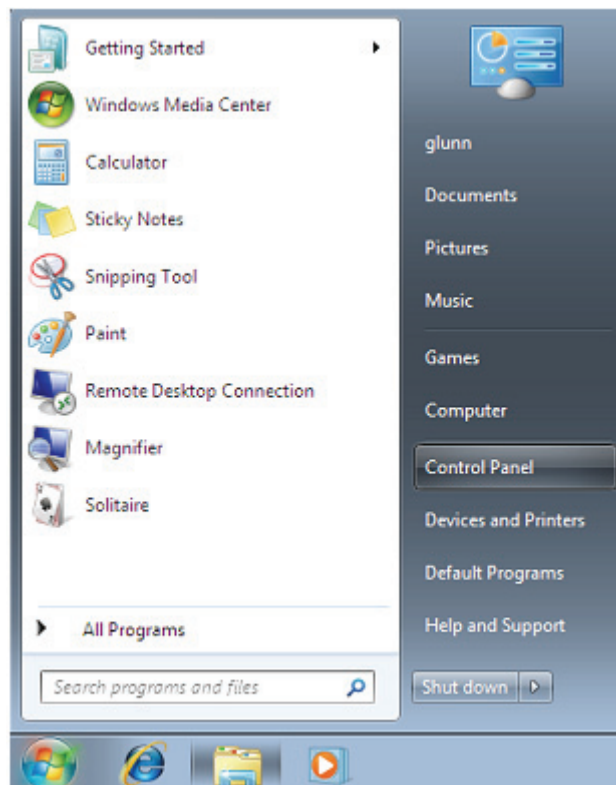 Getting Started
Windows Media Center
Calculator
Sticky Notes
Snipping Tool
Paint
Remote Desktop Connection
Magnifier
Solitaire
All Programs
Search programs and files
glunn
Documents
Pictures
Music
Games
Computer
Control Panel
Devices and Printers
Default Programs
Help and Support
Shut down